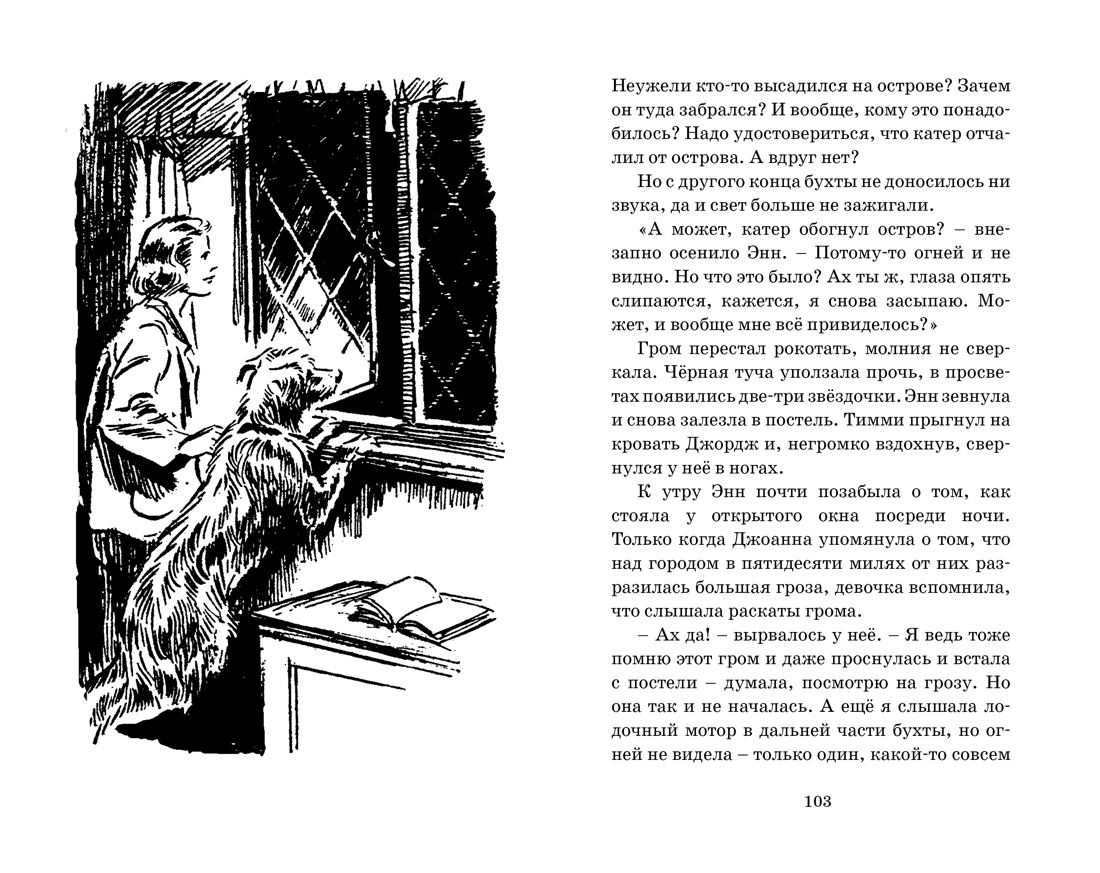 Неужели кто-то высадился на острове? Зачем
он туда забрался? И вообще, кому это понадо-
билось? Надо удостовериться, что катер отча-
лил от острова. А вдруг нет?
Но с другого конца бухты не доносилось ни
звука, да и свет больше не зажигали.
«А может, катер обогнул остров? – вне-
запно осенило Энн. – Потому-то огней и не
видно. Но что это было? Ах ты ж, глаза опять
слипаются, кажется, я снова засыпаю. Мо-
жет, и вообще мне всё привиделось?»
Гром перестал рокотать, молния не свер-
кала. Чёрная туча уползала прочь, в просве-
тах появились две-три звёздочки. Энн зевнула
и снова залезла в постель. Тимми прыгнул на
кровать Джордж и, негромко вздохнув, свер-
нулся у неё в ногах.
К утру Энн почти позабыла о том, как
стояла у открытого окна посреди ночи.
Только когда Джоанна упомянула о том, что
над городом в пятидесяти милях от них раз-
разилась большая гроза, девочка вспомнила,
что слышала раскаты грома.
– Ах да! – вырвалось у неё. – Я ведь тоже
помню этот гром и даже проснулась и встала
с постели – думала, посмотрю на грозу. Но
она так и не началась. А ещё я слышала ло-
дочный мотор в дальней части бухты, но ог-
ней не видела – только один, какой-то совсем
103